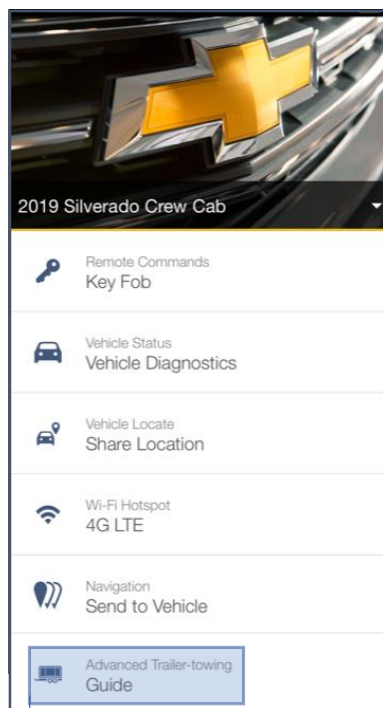 2019 Silverado Crew Cab
Remote Commands
Key Fob
Vehicle Status
Vehicle Diagnostics
Vehicle Locate
Share Location
Wi-Fi Hotspot
4G LTE
Navigation
Send to Vehicle
Advanced Trailer-towing
Guide